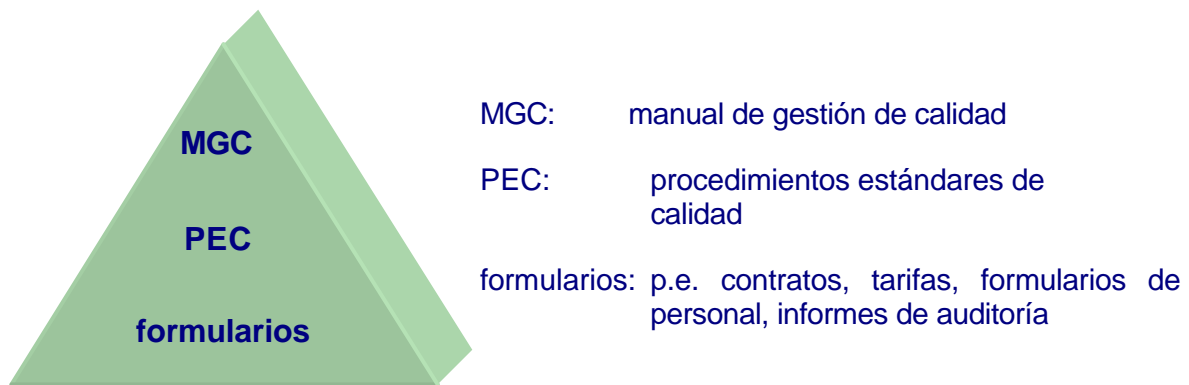 MGC
PEC
formularios
MGC: manual de gestión de calidad
PEC: procedimientos estándares de
calidad
formularios: p.e. contratos, tarifas, formularios de
personal, informes de auditoría